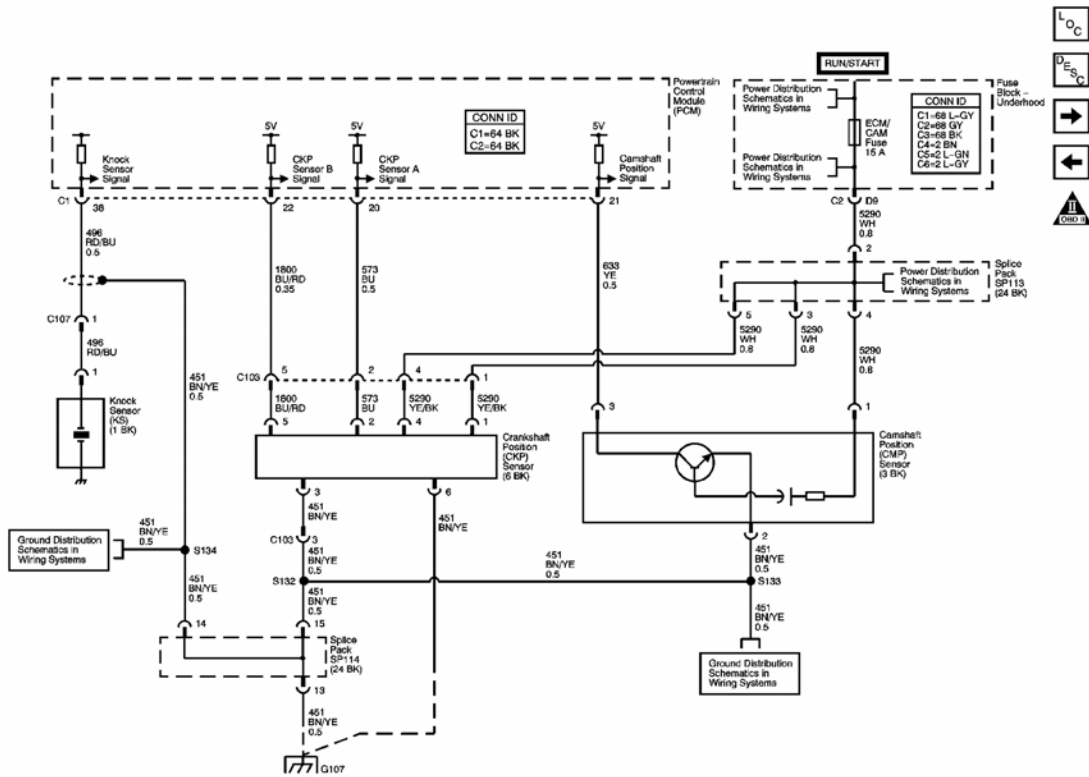 LOC
DESC
OBD II
RUN/START
Powertrain
Control
Module
(PCM)
CONN ID
C1=64 BK
C2=64 BK
5V
5V
5V
5V
Knock
Sensor
Signal
CKP
Sensor B
Signal
CKP
Sensor A
Signal
Camshaft
Position
Signal
Power Distribution
Schematics in
Wiring Systems
ECM/
CAM
Fuse
15 A
Power Distribution
Schematics in
Wiring Systems
CONN ID
C1=68 L-GY
C2=68 GY
C3=68 BK
C4=2 BN
C5=2 L-GN
C6=2 L-GY
Fuse
Block –
Underhood
C1
38
22
20
21
C2
D9
496
RD/BU
0.5
1800
BU/RD
0.35
573
BU
0.5
633
YE
0.5
5290
WH
0.8
2
Power Distribution
Schematics in
Wiring Systems
Splice
Pack
SP113
(24 BK)
5
3
4
5290
WH
0.8
5290
WH
0.8
5290
WH
0.8
C107
1
496
RD/BU
1
451
BN/YE
0.5
C103
5
2
4
1
1800
BU/RD
573
BU
5290
YE/BK
5290
YE/BK
5
2
4
1
3
1
Knock
Sensor
(KS)
(1 BK)
Crankshaft
Position
(CKP)
Sensor
(6 BK)
Camshaft
Position
(CMP)
Sensor
(3 BK)
3
6
451
BN/YE
451
BN/YE
C103
3
2
Ground Distribution
Schematics in
Wiring Systems
451
BN/YE
0.5
S134
451
BN/YE
0.5
451
BN/YE
0.5
451
BN/YE
0.5
S132
451
BN/YE
0.5
S133
451
BN/YE
0.5
451
BN/YE
0.5
14
15
Splice
Pack
SP114
(24 BK)
13
451
BN/YE
0.5
G107
Ground Distribution
Schematics in
Wiring Systems